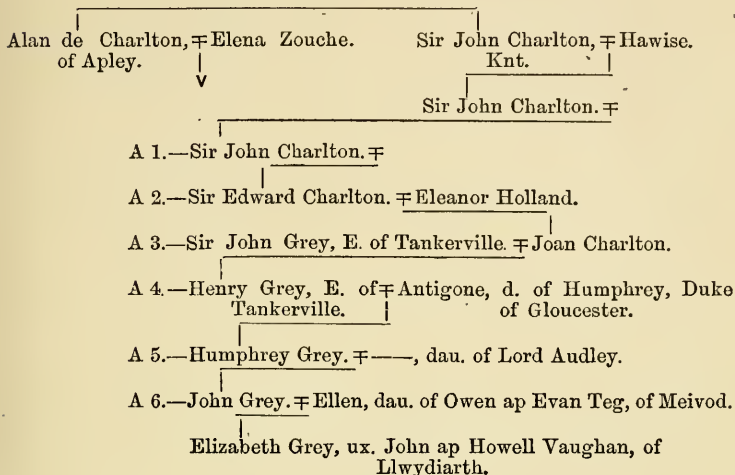 Alan de Charlton, ∓ Elena Zouche. Sir John Charlton, ∓ Hawise.
of Apley. Knt.
Sir John Charlton. ∓
A 1.—Sir John Charlton. ∓
A 2.—Sir Edward Charlton. ∓ Eleanor Holland.
A 3.—Sir John Grey, E. of Tankerville. ∓ Joan Charlton.
A 4.—Henry Grey, E. of ∓ Antigone, d. of Humphrey, Duke
Tankerville. of Gloucester.
A 5.—Humphrey Grey. ∓ ——, dau. of Lord Audley.
A 6.—John Grey. ∓ Ellen, dau. of Owen ap Evan Teg, of Meivod.
Elizabeth Grey, ux. John ap Howell Vaughan, of
Llwydiarth.